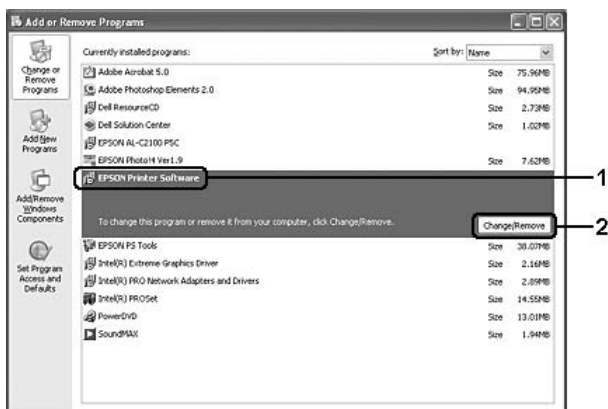 Add or Remove Programs
Currently installed programs: Sort by: Name
Change or
Remove
Programs
Adobe Acrobat 5.0 Size 75.96MB
Adobe Photoshop Elements 2.0 Size 94.95MB
Dell ResourceCD Size 2.73MB
Dell Solution Center Size 1.02MB
Add New
Programs
EPSON AL-C2100 PSC
EPSON Photo!4 Ver1.9 Size 7.62MB
EPSON Printer Software 1
Add/Remove
Windows
Components
To change this program or remove it from your computer, click Change/Remove. Change/Remove 2
EPSON PS Tools Size 38.07MB
Set Program
Access and
Defaults
Intel(R) Extreme Graphics Driver Size 2.16MB
Intel(R) PRO Network Adapters and Drivers Size 2.89MB
Intel(R) PROSet Size 14.55MB
PowerDVD Size 13.01MB
SoundMAX Size 1.94MB